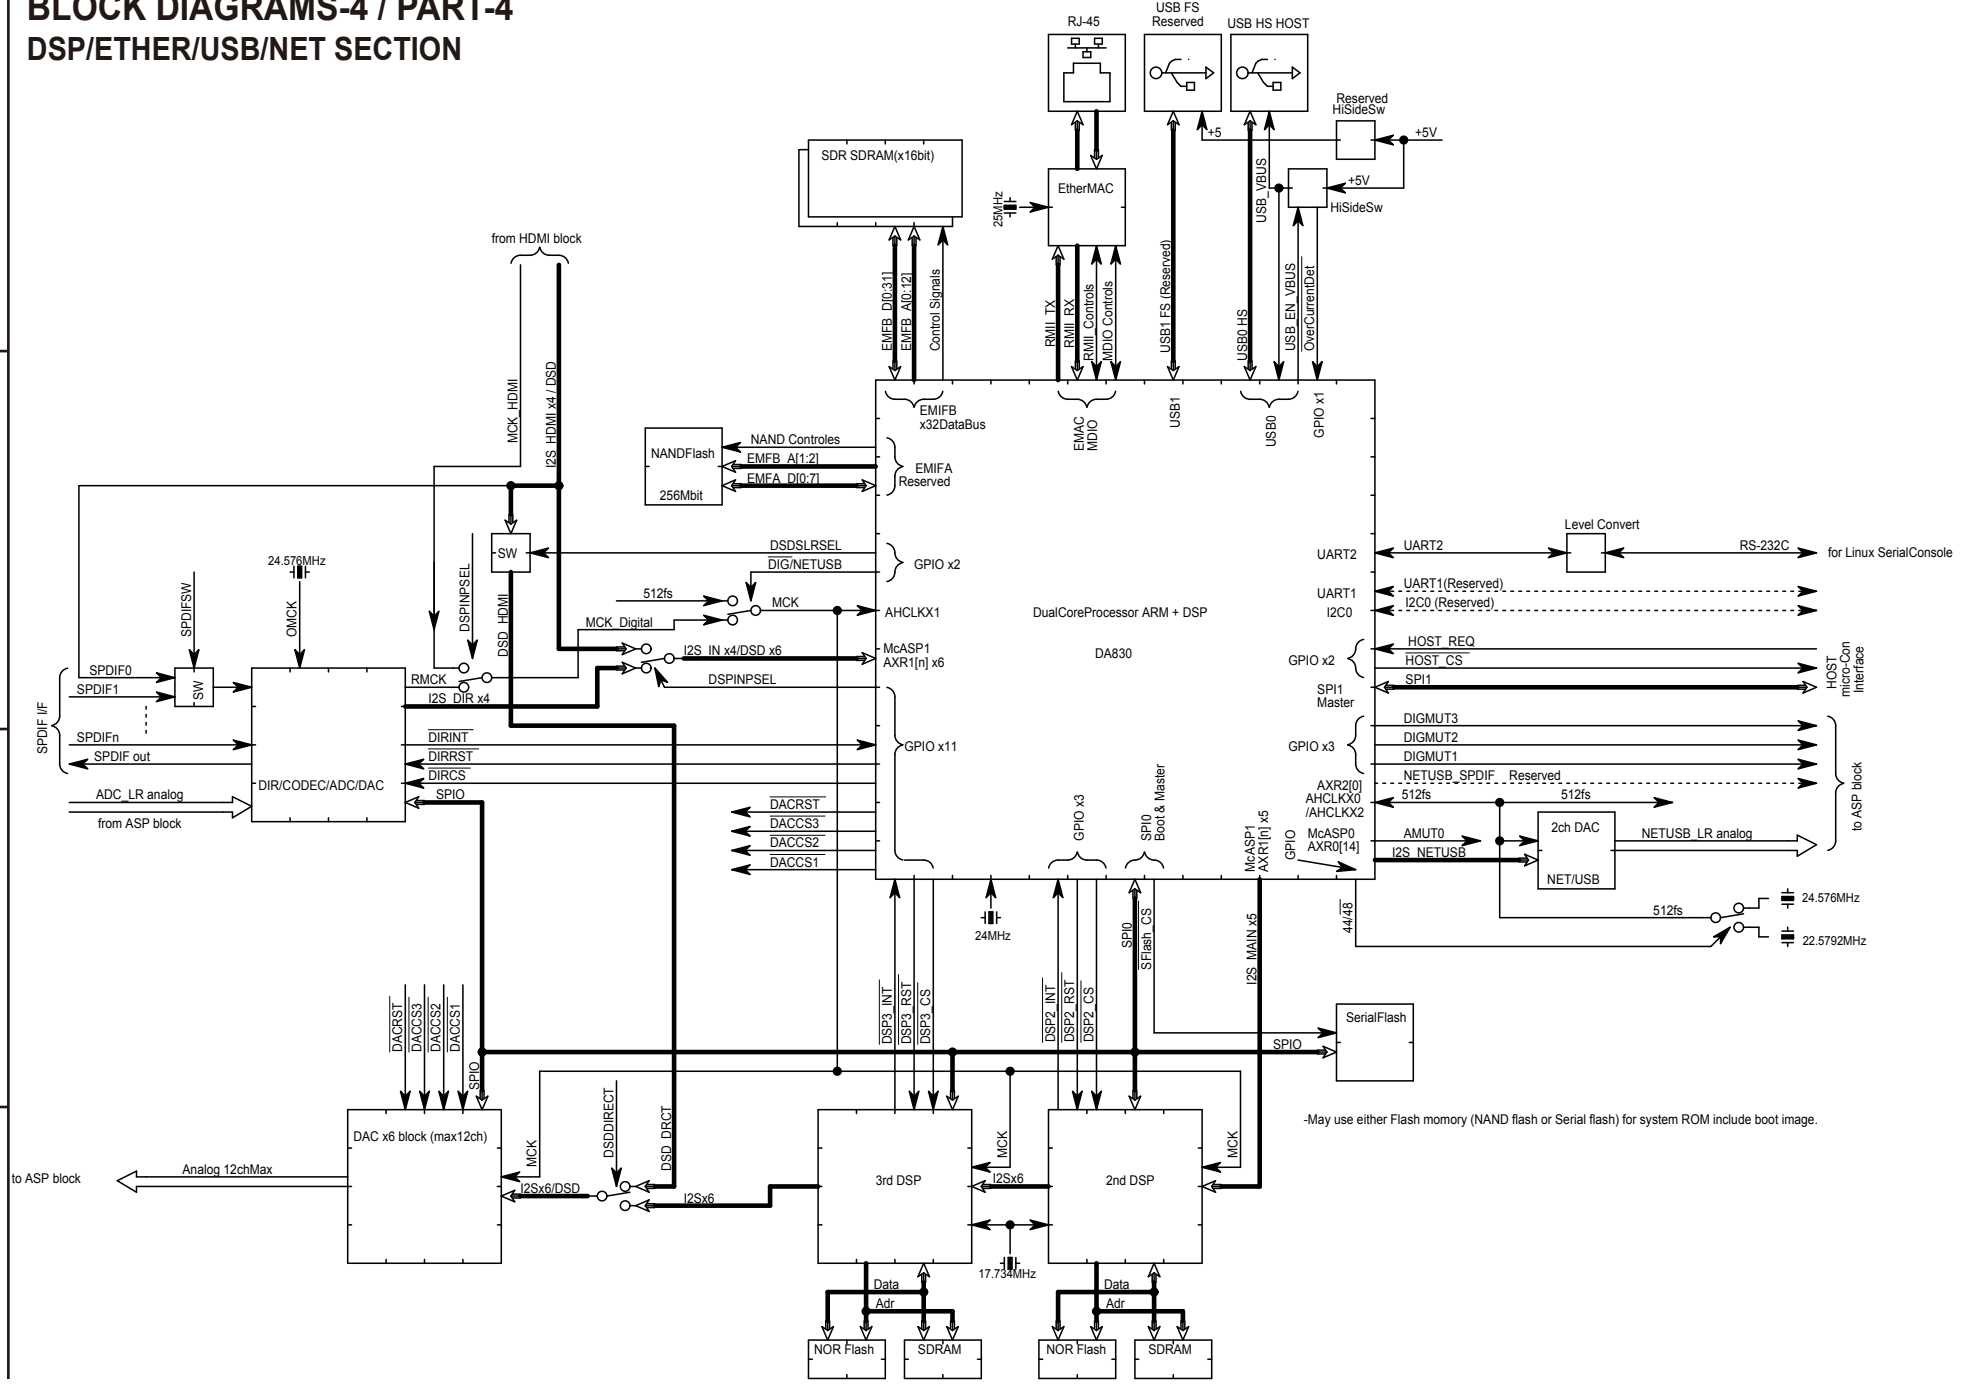 BLOCK DIAGRAMS-4 / PART-4
DSP/ETHER/USB/NET SECTION
RJ-45
USB FS
Reserved
USB HS HOST
Reserved
HiSideSw
+5
+5V
+5V
HiSideSw
SDR SDRAM(x16bit)
EtherMAC
25MHz
USB_VBUS
from HDMI block
EMFB_D[0:31]
EMFB_A[0:12]
Control Signals
RMII_TX
RMII_RX
RMII_Controls
MDIO Controls
USB1 FS (Reserved)
USB0 HS
USB_EN_VBUS
OverCurrentDet
MCK_HDMI
I2S_HDMI x4 / DSD
EMIFB
x32DataBus
EMAC
MDIO
USB1
USB0
GPIO x1
NANDFlash
256Mbit
NAND Controles
EMFB_A[1:2]
EMFA_D[0:7]
EMIFA
Reserved
SW
DSDSLRSEL
DIG/NETUSB
GPIO x2
24.576MHz
OMCK
SPDIFSW
DSPINPSEL
DSD_HDMI
512fs
MCK
MCK_Digital
AHCLKX1
DualCoreProcessor ARM + DSP
DA830
I2S_IN x4/DSD x6
McASP1
AXR1[n] x6
DSPINPSEL
UART2
UART2
Level Convert
RS-232C
for Linux SerialConsole
UART1
UART1(Reserved)
I2C0
I2C0 (Reserved)
GPIO x2
HOST_REQ
HOST_CS
SPI1
Master
SPI1
HOST
micro-Con
Interface
GPIO x3
DIGMUT3
DIGMUT2
DIGMUT1
AXR2[0]
NETUSB_SPDIF
Reserved
AHCLKX0
/AHCLKX2
512fs
512fs
to ASP block
McASP0
AXR0[14]
AMUT0
I2S_NETUSB
2ch DAC
NET/USB
NETUSB_LR analog
SPDIF I/F
SPDIF0
SPDIF1
SW
SPDIFn
SPDIF out
ADC_LR analog
from ASP block
DIR/CODEC/ADC/DAC
RMCK
I2S_DIR x4
DIRINT
DIRRST
DIRCS
SPIO
GPIO x11
DACRST
DACCS3
DACCS2
DACCS1
GPIO x3
SPI0
Boot & Master
McASP1
AXR1[n] x5
GPIO
24MHz
SPI0
SFlash_CS
I2S_MAIN x5
44/48
512fs
24.576MHz
22.5792MHz
DSP3_INT
DSP3_RST
DSP3_CS
DSP2_INT
DSP2_RST
DSP2_CS
SerialFlash
SPIO
DACRST
DACCS3
DACCS2
DACCS1
SPIO
DAC x6 block (max12ch)
MCK
DSDDIRECT
DSD_DRCT
I2Sx6/DSD
I2Sx6
3rd DSP
MCK
I2Sx6
2nd DSP
MCK
-May use either Flash momory (NAND flash or Serial flash) for system ROM include boot image.
to ASP block
Analog 12chMax
17.734MHz
Data
Adr
NOR Flash
SDRAM
Data
Adr
NOR Flash
SDRAM